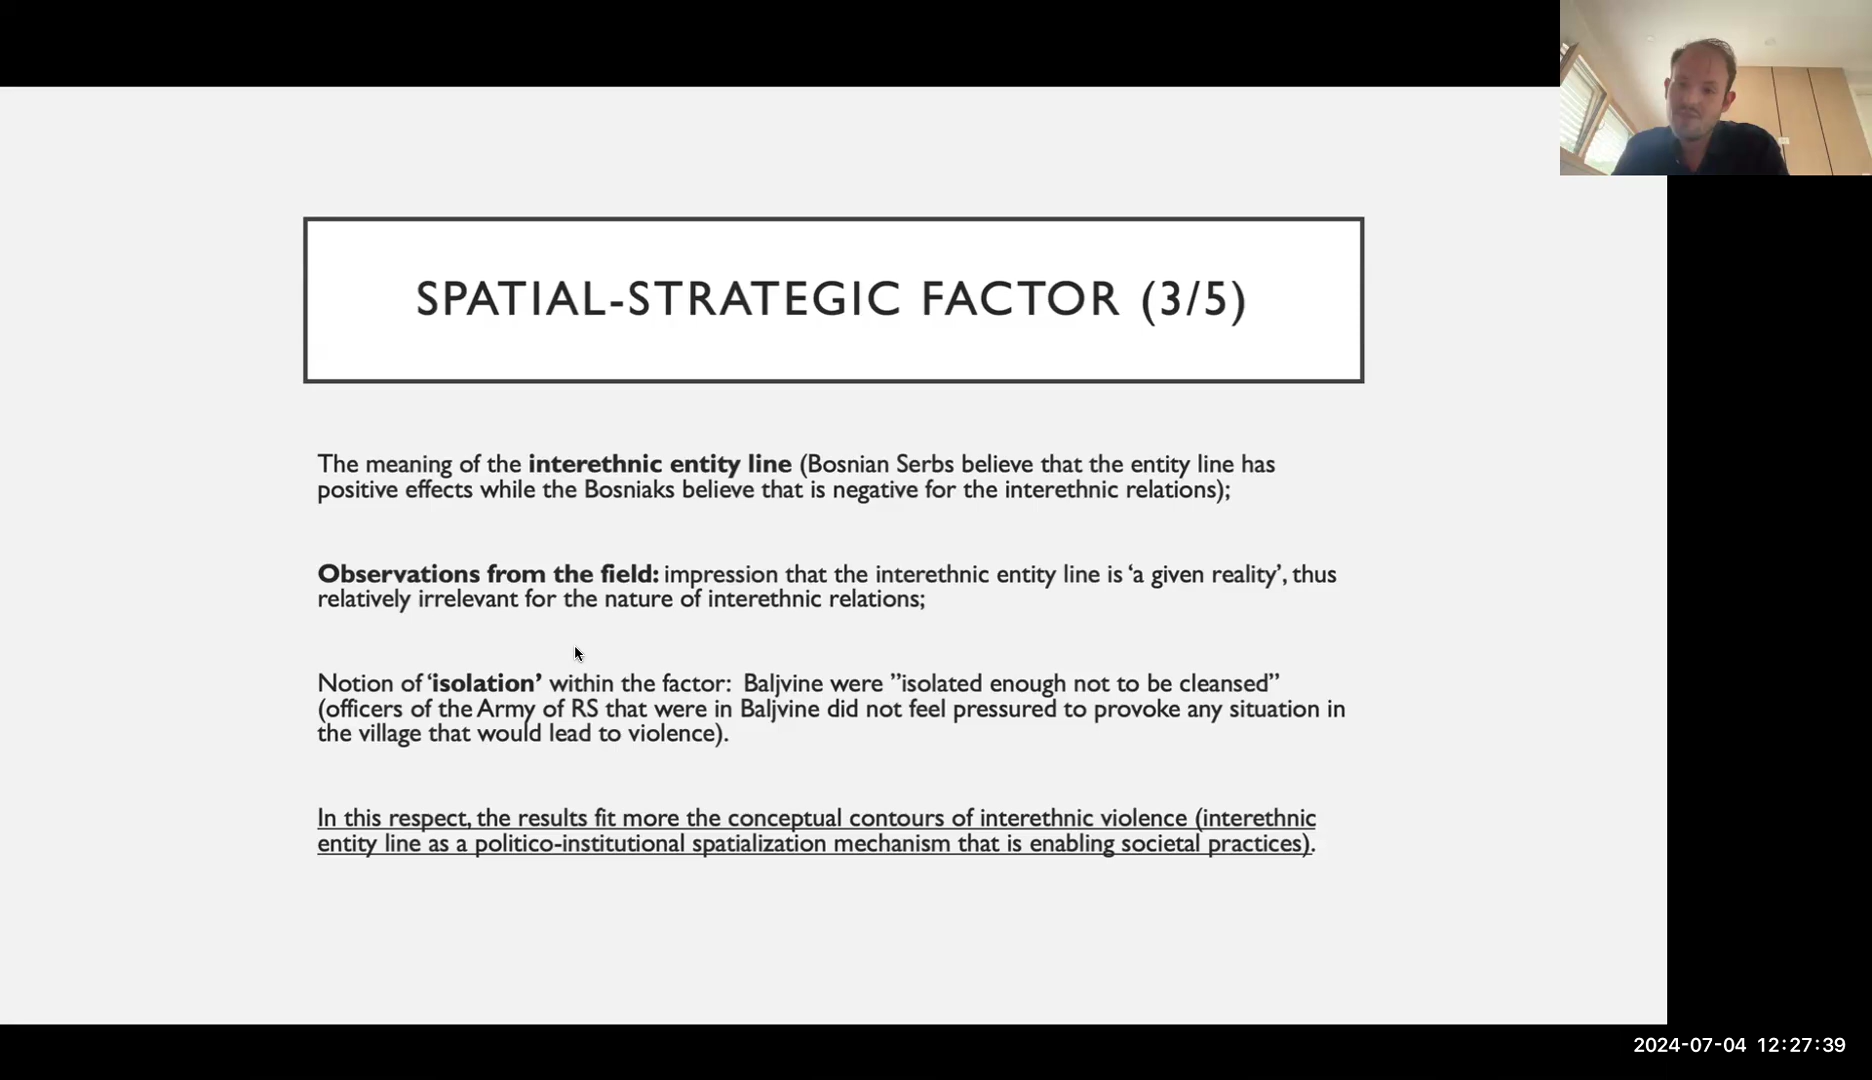 SPATIAL-STRATEGIC FACTOR (3/5)
The meaning of the interethnic entity line (Bosnian Serbs believe that the entity line has
positive effects while the Bosniaks believe that is negative for the interethnic relations);
Observations from the field: impression that the interethnic entity line is ‘a given reality’, thus
relatively irrelevant for the nature of interethnic relations;
Notion of ‘isolation’ within the factor:  Baljvine were ”isolated enough not to be cleansed”
(officers of the Army of RS that were in Baljvine did not feel pressured to provoke any situation in
the village that would lead to violence).
In this respect, the results fit more the conceptual contours of interethnic violence (interethnic
entity line as a politico-institutional spatialization mechanism that is enabling societal practices).
2024-07-04 12:27:39